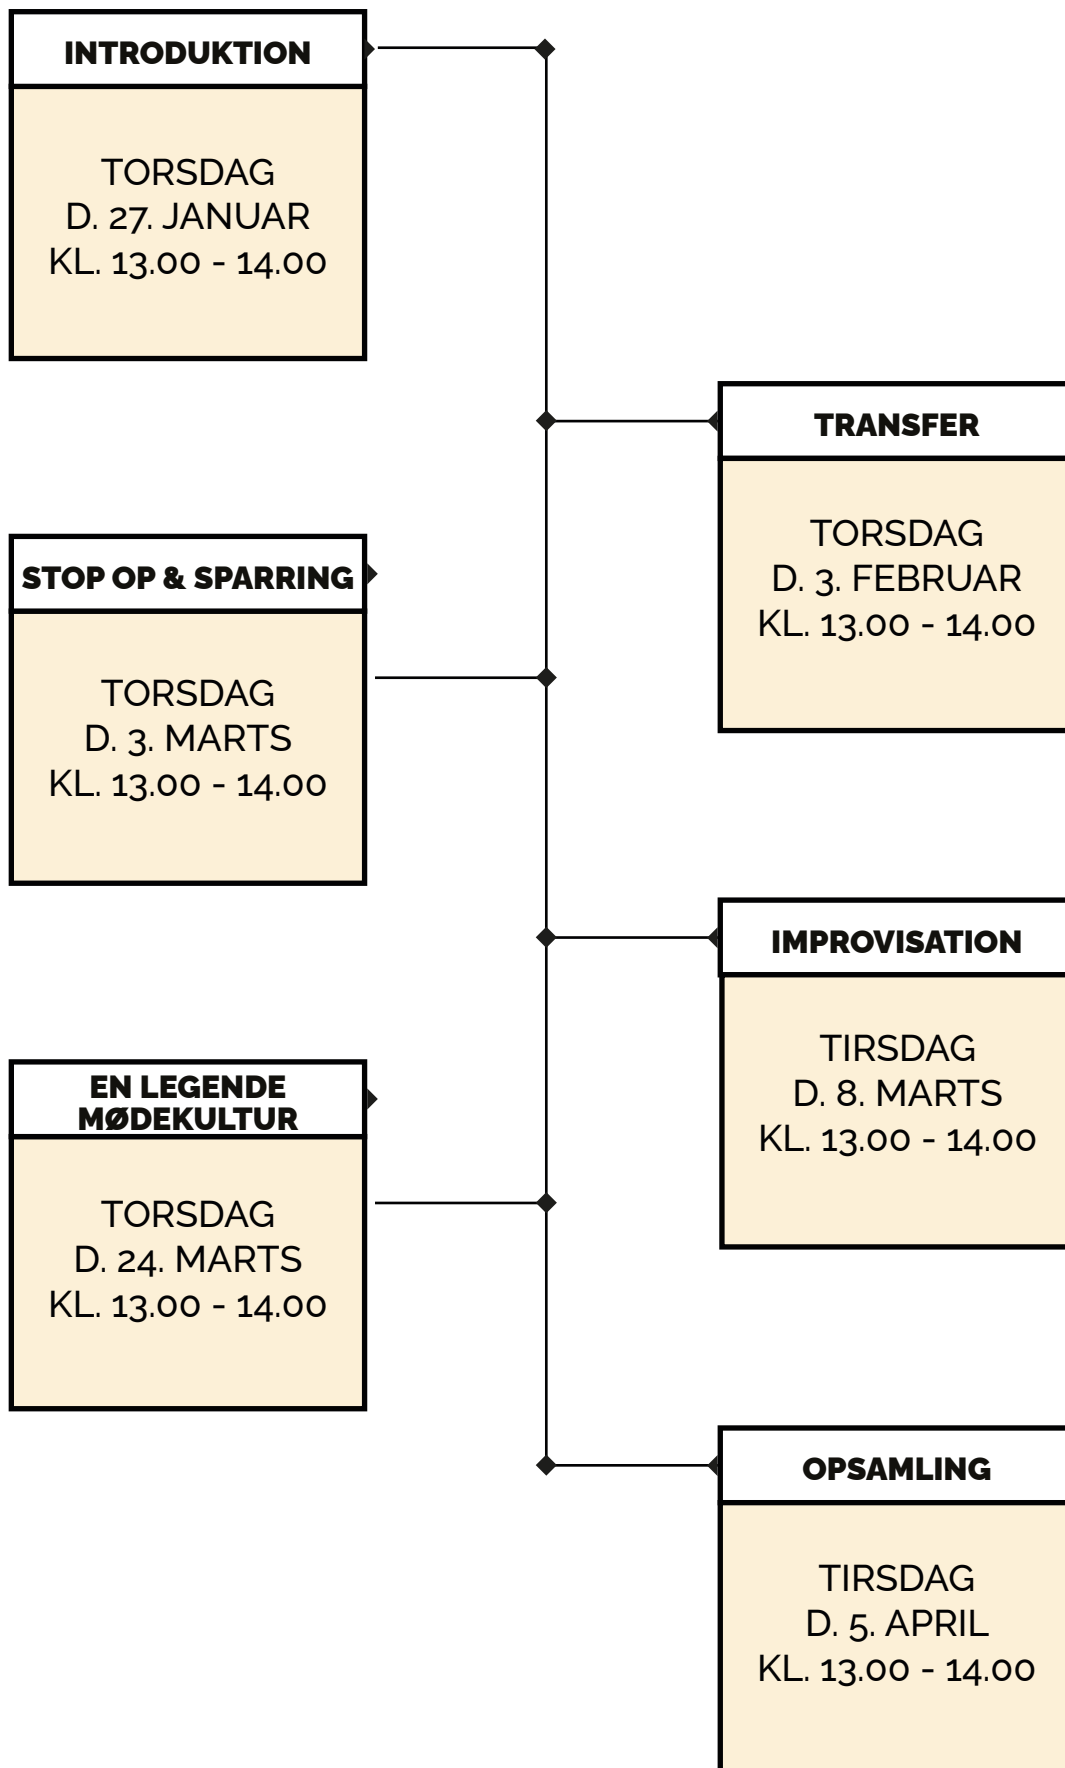 INTRODUKTION
TORSDAG
D. 27. JANUAR
KL. 13.00 - 14.00
TRANSFER
TORSDAG
D. 3. FEBRUAR
KL. 13.00 - 14.00
STOP OP & SPARRING
TORSDAG
D. 3. MARTS
KL. 13.00 - 14.00
IMPROVISATION
TIRSDAG
D. 8. MARTS
KL. 13.00 - 14.00
EN LEGENDE
MØDEKULTUR
TORSDAG
D. 24. MARTS
KL. 13.00 - 14.00
OPSAMLING
TIRSDAG
D. 5. APRIL
KL. 13.00 - 14.00